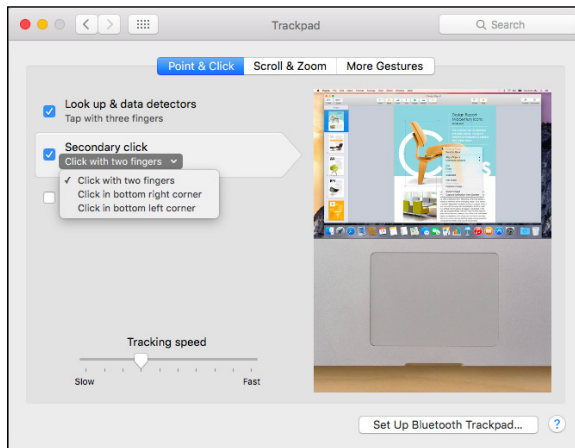 Trackpad
Search
Point & Click
Scroll & Zoom
More Gestures
Look up & data detectors
Tap with three fingers
Secondary click
Click with two fingers
✓ Click with two fingers
Click in bottom right corner
Click in bottom left corner
Tracking speed
Slow
Fast
Set Up Bluetooth Trackpad...
?